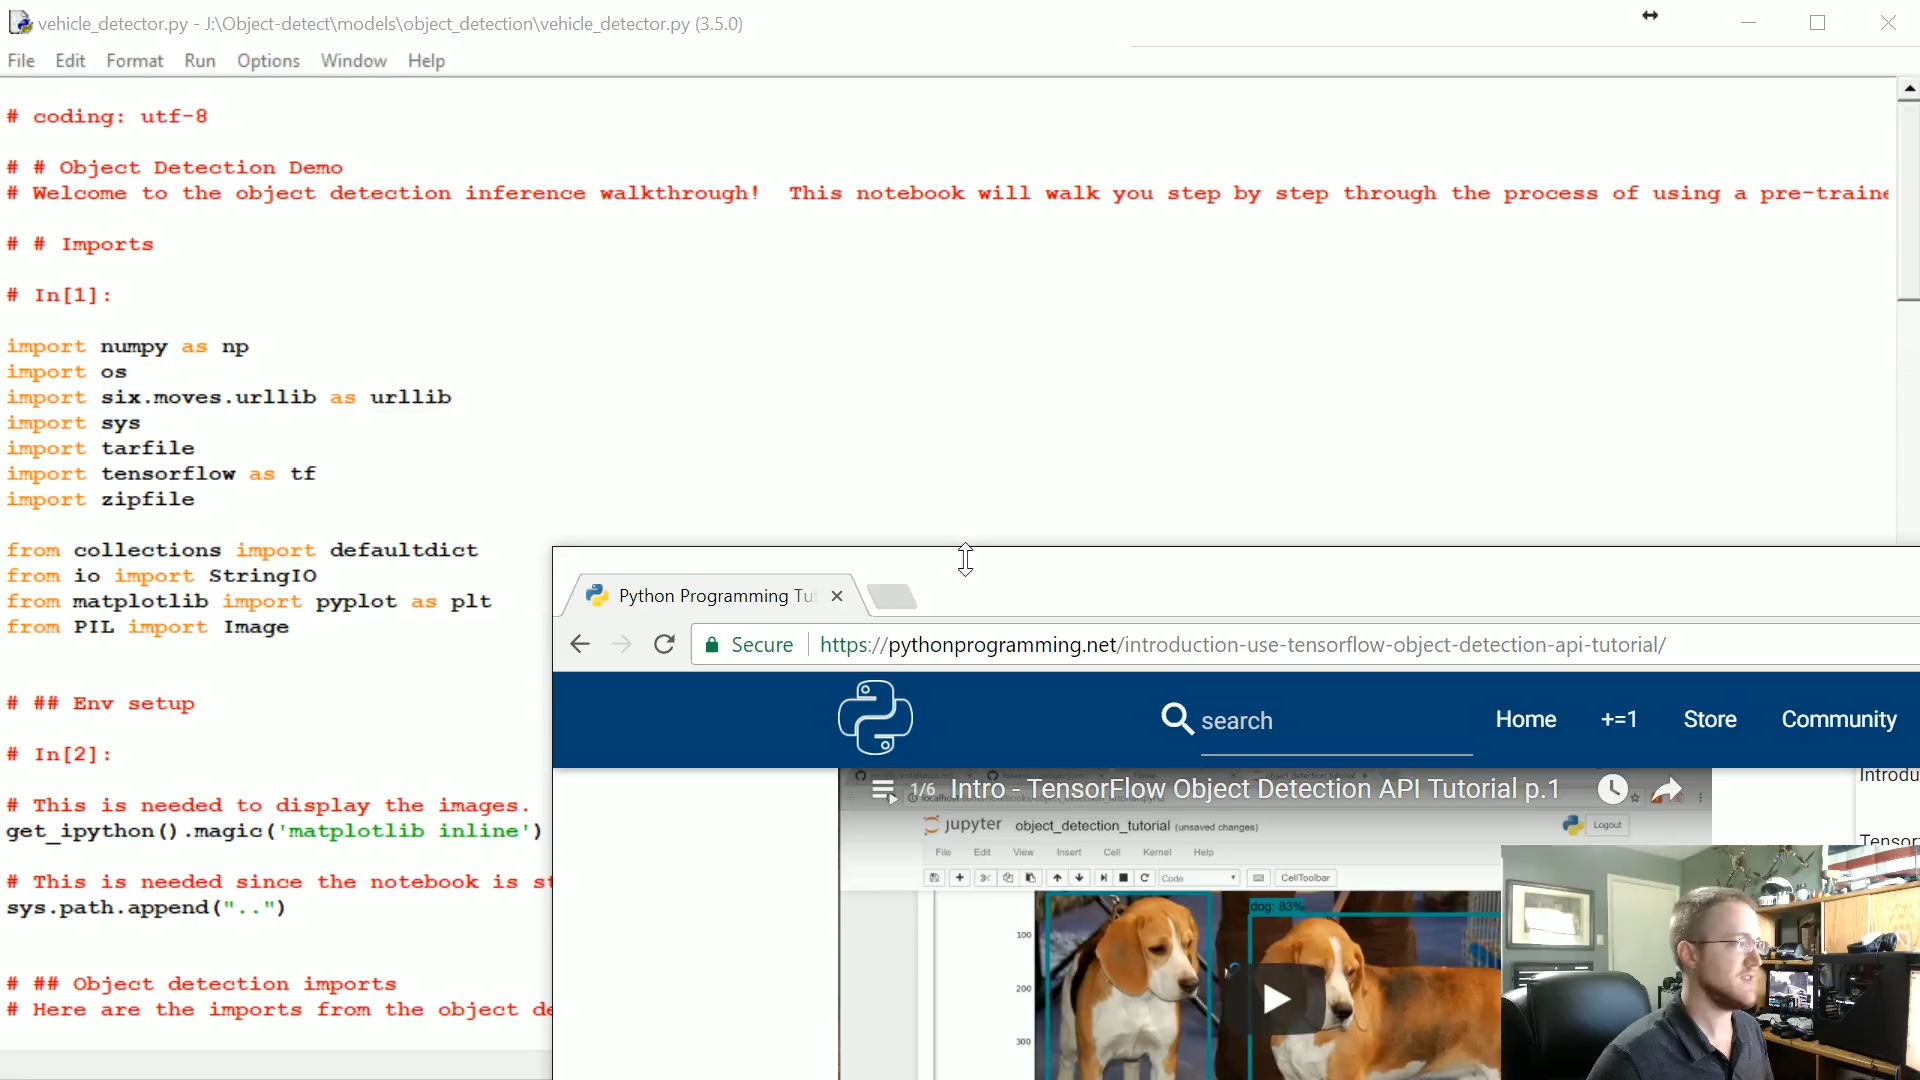 vehicle_detector.py - J:\Object-detect\models\object_detection\vehicle_detector.py (3.5.0)
File Edit Format Run Options Window Help
# coding: utf-8
# # Object Detection Demo
# Welcome to the object detection inference walkthrough!  This notebook will walk you step by step through the process of using a pre-traine
# # Imports
# In[1]:
import numpy as np
import os
import six.moves.urllib as urllib
import sys
import tarfile
import tensorflow as tf
import zipfile
from collections import defaultdict
from io import StringIO
from matplotlib import pyplot as plt
from PIL import Image
# ## Env setup
# In[2]:
# This is needed to display the images.
get_ipython().magic('matplotlib inline')
# This is needed since the notebook is st
sys.path.append("..")
# ## Object detection imports
# Here are the imports from the object de
Python Programming Tu
Secure https://pythonprogramming.net/introduction-use-tensorflow-object-detection-api-tutorial/
search Home +=1 Store Community
1/6 Intro - TensorFlow Object Detection API Tutorial p.1
Introdu
Tensor
jupyter object_detection_tutorial (unsaved changes) Logout
File Edit View Insert Cell Kernel Help
Code CellToolbar
dog: 83%
100
200
300